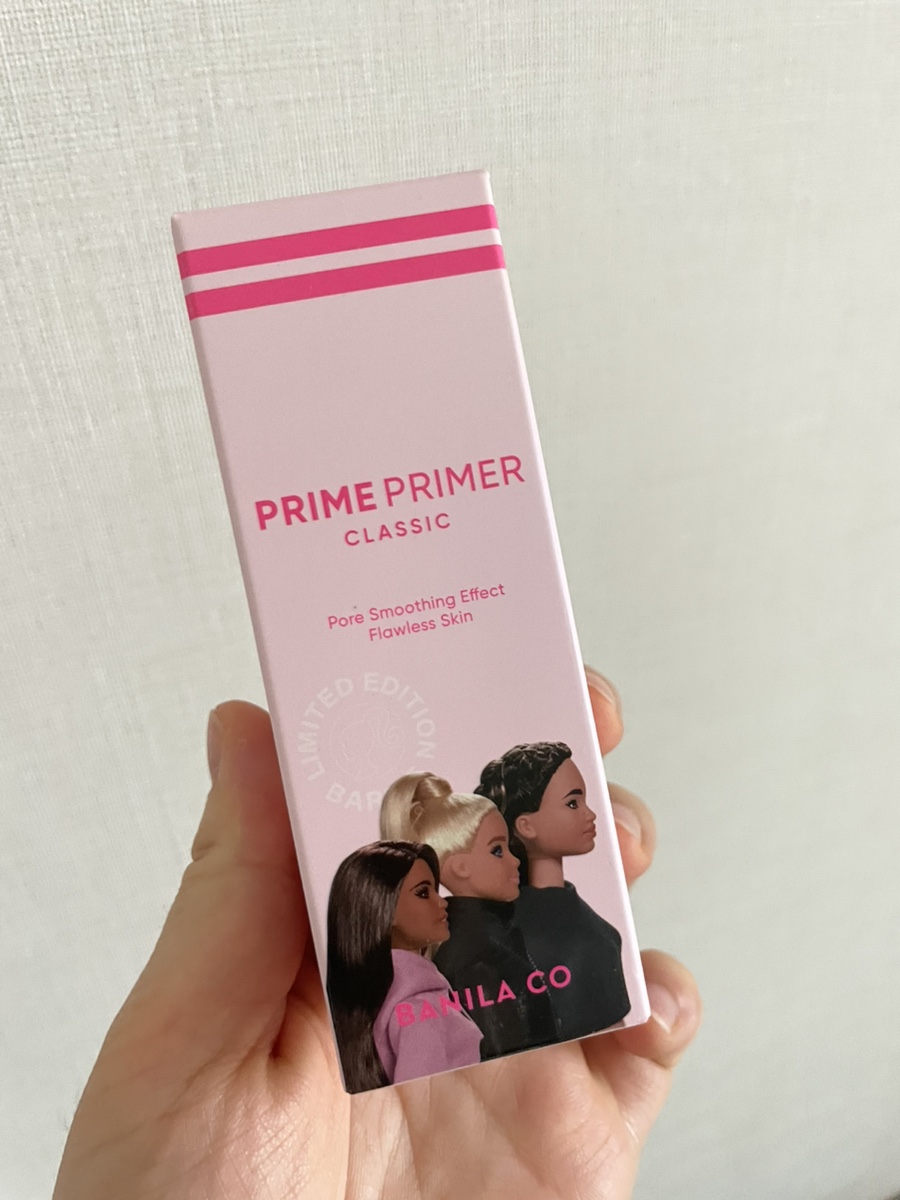 PRIME PRIMER
CLASSIC
Pore Smoothing Effect
Flawless Skin
LIMITED EDITION
BANILA CO